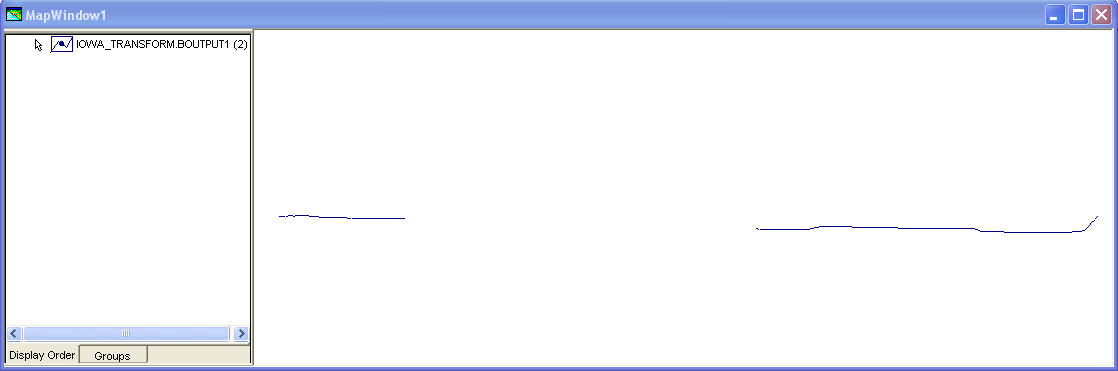 MapWindow1
IOWA_TRANSFORM.BOUTPUT1 (2)
Display Order
Groups